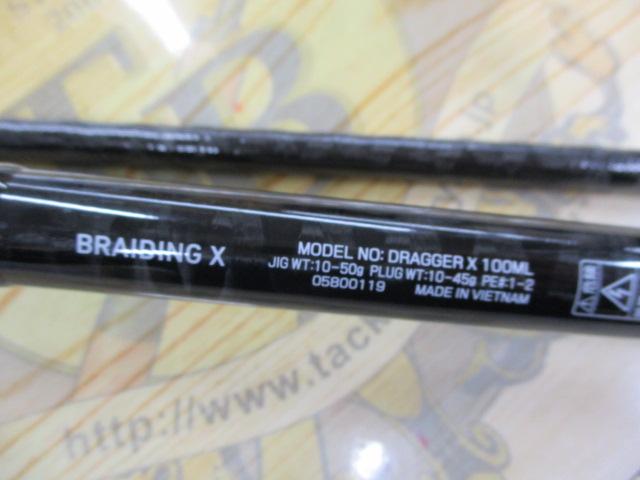 BRAIDING X
MODEL NO: DRAGGER X 100ML
JIG WT:10-50g PLUG WT:10-45g PE#:1-2
05800119 MADE IN VIETNAM
http://www.tack